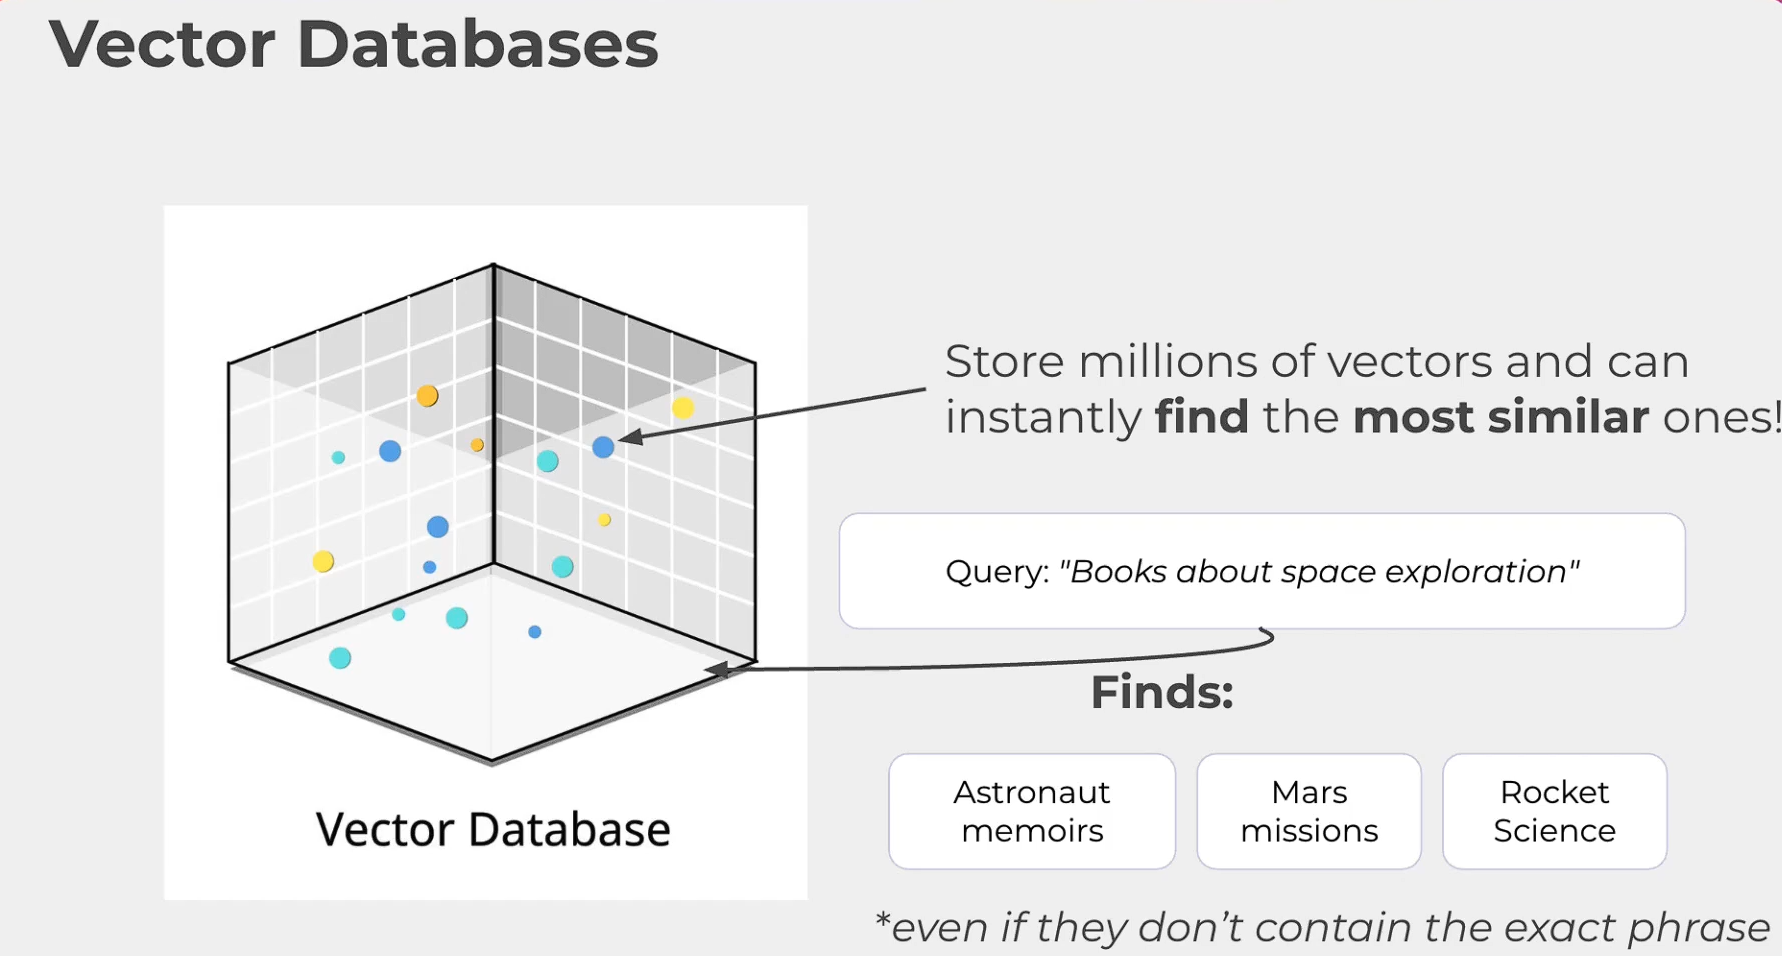 Vector Databases
Store millions of vectors and can
instantly find the most similar ones!
Query: "Books about space exploration"
Finds:
Astronaut
memoirs
Mars
missions
Rocket
Science
Vector Database
*even if they don’t contain the exact phrase